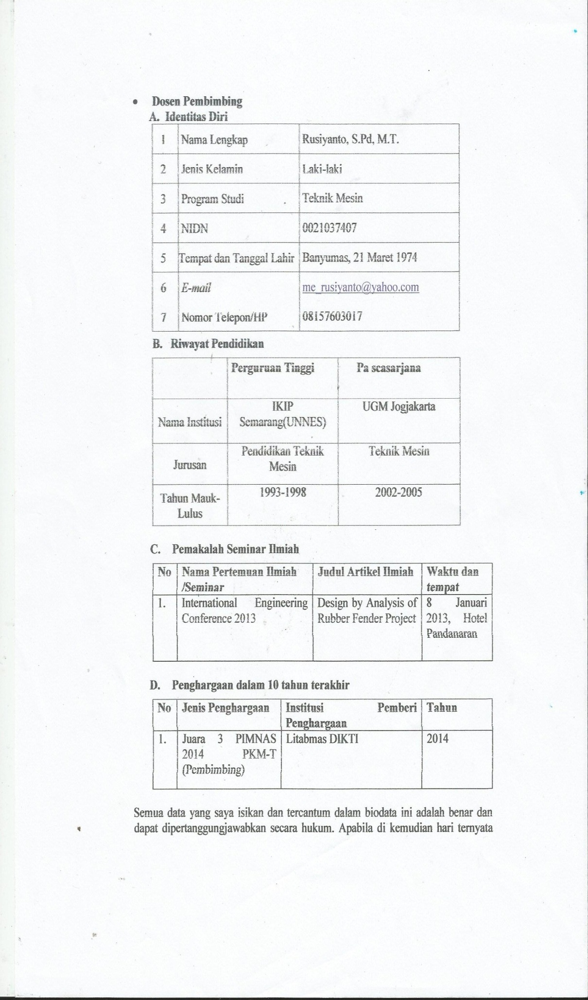 • Dosen Pembimbing
A. Identitas Diri
1 Nama Lengkap Rusiyanto, S.Pd, M.T.
2 Jenis Kelamin Laki-laki
3 Program Studi Teknik Mesin
4 NIDN 0021037407
5 Tempat dan Tanggal Lahir Banyumas, 21 Maret 1974
6 E-mail me_rusiyanto@yahoo.com
7 Nomor Telepon/HP 08157603017
B. Riwayat Pendidikan
Perguruan Tinggi Pa scasarjana
Nama Institusi
IKIP
Semarang(UNNES)
UGM Jogjakarta
Jurusan
Pendidikan Teknik
Mesin
Teknik Mesin
Tahun Mauk-
Lulus
1993-1998
2002-2005
C. Pemakalah Seminar Ilmiah
No
Nama Pertemuan Ilmiah
/Seminar
Judul Artikel Ilmiah
Waktu dan
tempat
1.
International Engineering
Conference 2013
Design by Analysis of
Rubber Fender Project
8 Januari
2013, Hotel
Pandanaran
D. Penghargaan dalam 10 tahun terakhir
No
Jenis Penghargaan
Institusi Pemberi
Penghargaan
Tahun
1.
Juara 3 PIMNAS
2014 PKM-T
(Pembimbing)
Litabmas DIKTI
2014
Semua data yang saya isikan dan tercantum dalam biodata ini adalah benar dan
dapat dipertanggungjawabkan secara hukum. Apabila di kemudian hari ternyata